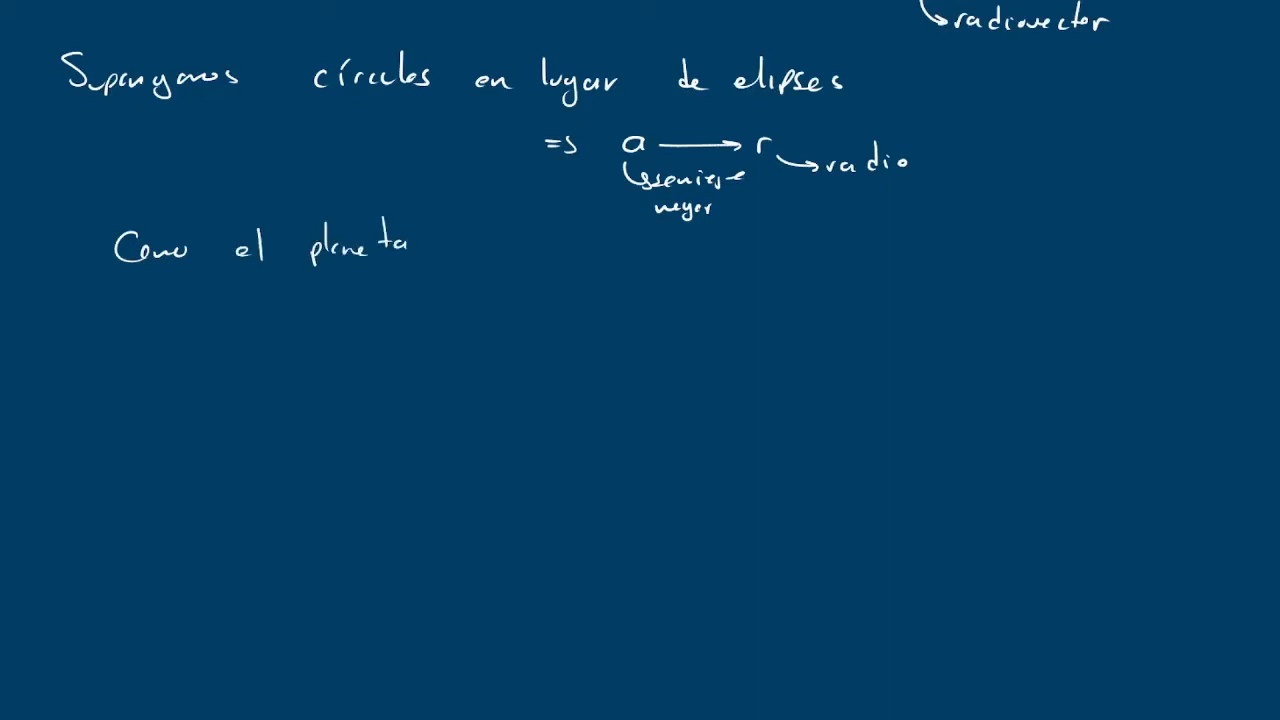 radiovector
Supongamos círculos en lugar de elipses
=> a → r → radio
semieje
mayor
Como el planeta